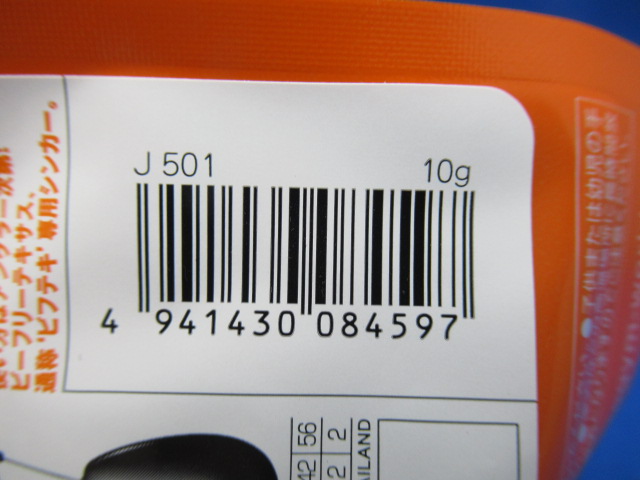 J 501
10g
4 941430 084597
ビーフリーテキサス。
通称‘ビフテキ’専用シンカー。
42 56
2 2
AILAND